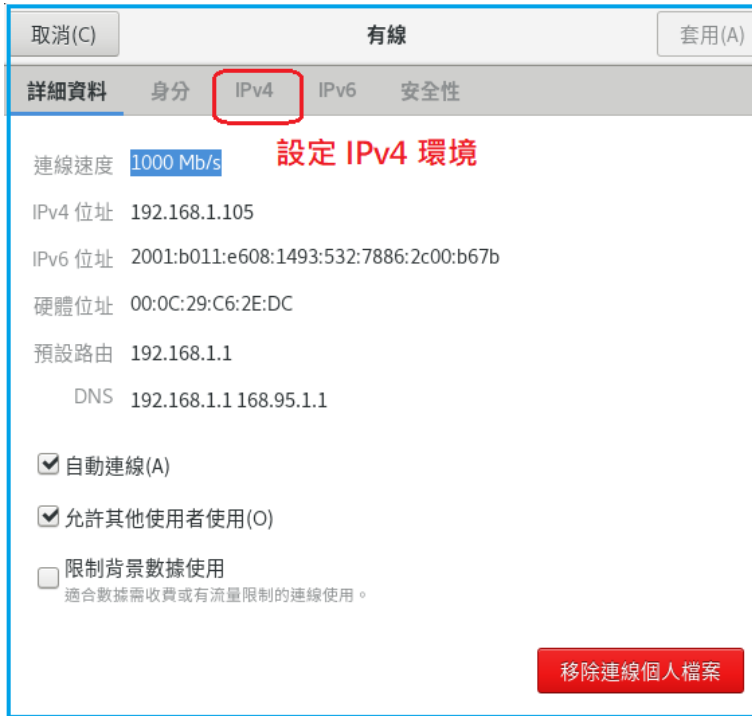 取消(C) 有線 套用(A)
詳細資料 身分 IPv4 IPv6 安全性
設定 IPv4 環境
連線速度 1000 Mb/s
IPv4 位址 192.168.1.105
IPv6 位址 2001:b011:e608:1493:532:7886:2c00:b67b
硬體位址 00:0C:29:C6:2E:DC
預設路由 192.168.1.1
DNS 192.168.1.1 168.95.1.1
自動連線(A)
允許其他使用者使用(O)
限制背景數據使用
適合數據需收費或有流量限制的連線使用。
移除連線個人檔案